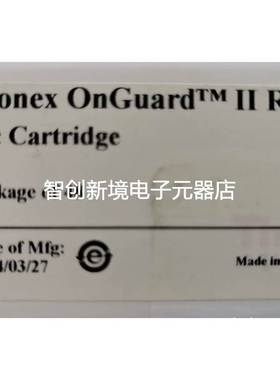 onex OnGuard™ II R
Cartridge
智创新境电子元器店
kage of
e of Mfg:
4/03/27
Made in